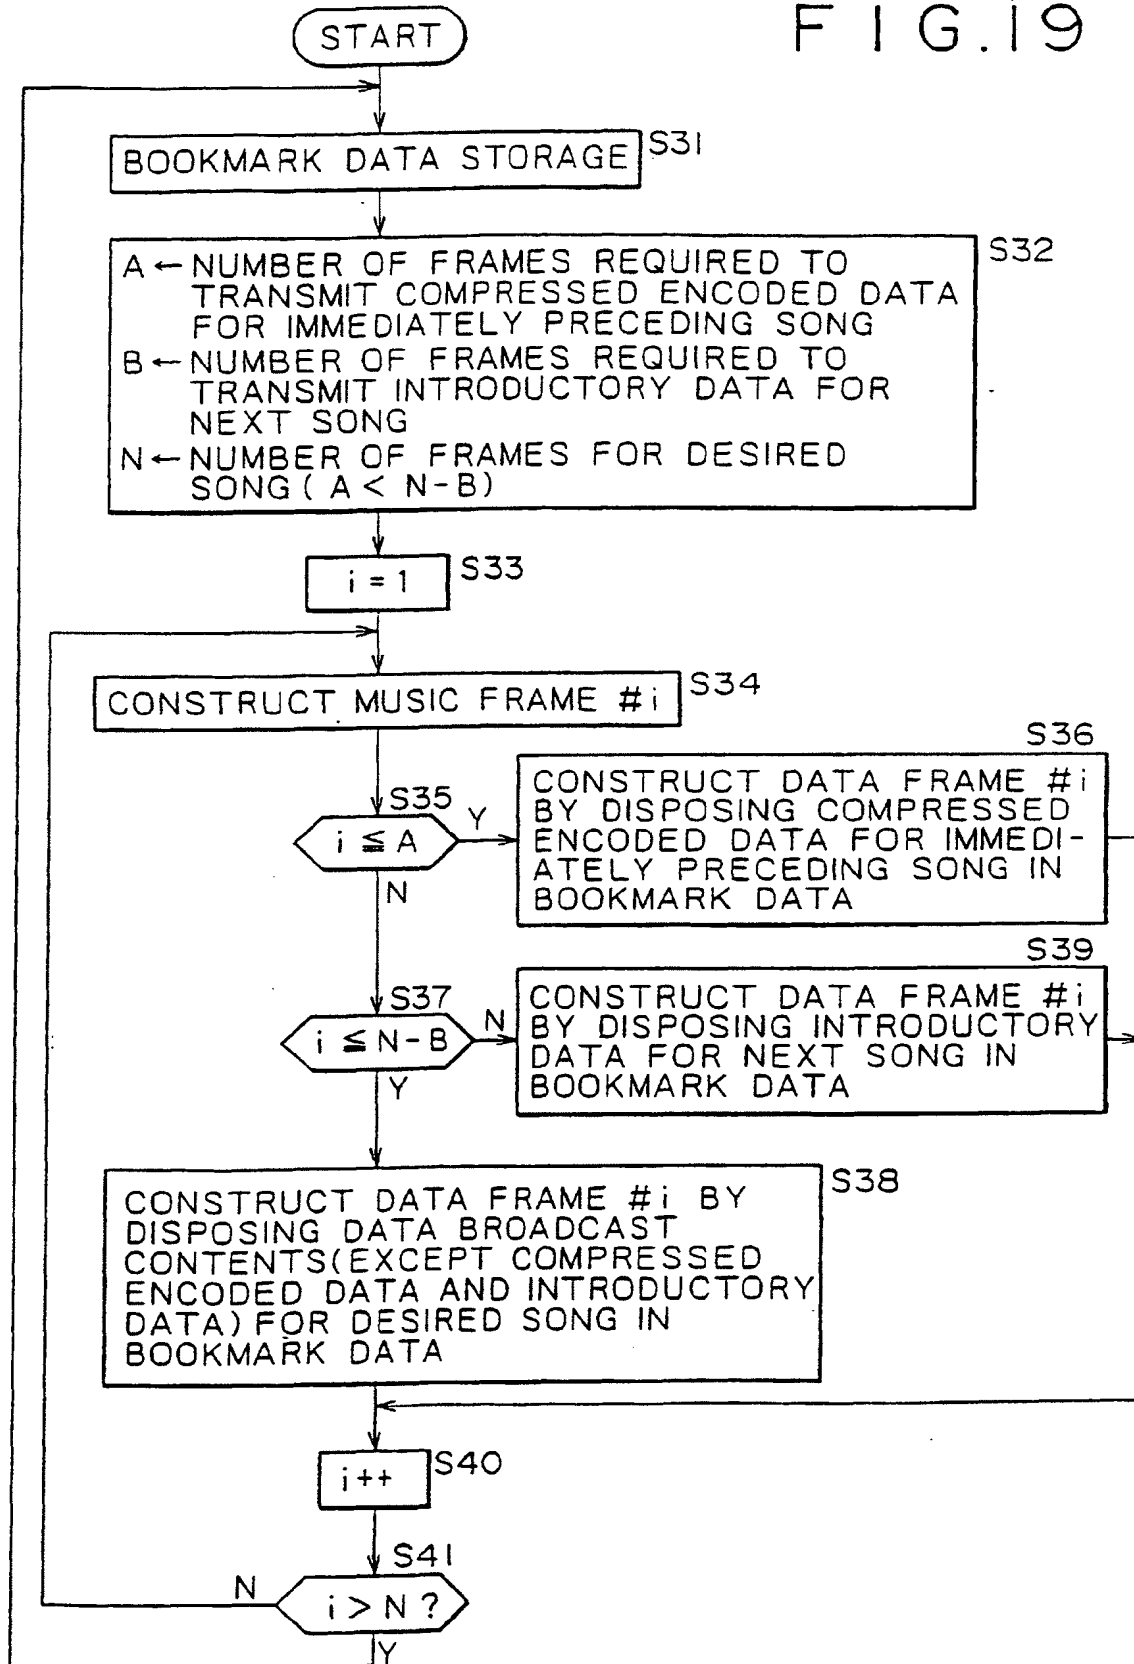 FIG.19
START
BOOKMARK DATA STORAGE
S31
S32
A ← NUMBER OF FRAMES REQUIRED TO
TRANSMIT COMPRESSED ENCODED DATA
FOR IMMEDIATELY PRECEDING SONG
B ← NUMBER OF FRAMES REQUIRED TO
TRANSMIT INTRODUCTORY DATA FOR
NEXT SONG
N ← NUMBER OF FRAMES FOR DESIRED
SONG ( A < N-B )
i = 1
S33
CONSTRUCT MUSIC FRAME #i
S34
S35
i ≦ A
Y
N
S36
CONSTRUCT DATA FRAME #i
BY DISPOSING COMPRESSED
ENCODED DATA FOR IMMEDI-
ATELY PRECEDING SONG IN
BOOKMARK DATA
S37
i ≦ N-B
N
Y
S39
CONSTRUCT DATA FRAME #i
BY DISPOSING INTRODUCTORY
DATA FOR NEXT SONG IN
BOOKMARK DATA
S38
CONSTRUCT DATA FRAME #i BY
DISPOSING DATA BROADCAST
CONTENTS(EXCEPT COMPRESSED
ENCODED DATA AND INTRODUCTORY
DATA) FOR DESIRED SONG IN
BOOKMARK DATA
i++
S40
S41
N
i > N ?
Y